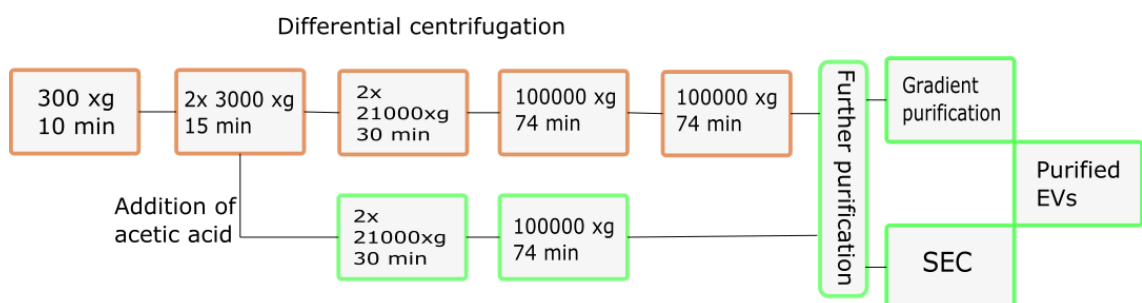 Differential centrifugation
300 xg
10 min
2x 3000 xg
15 min
2x
21000xg
30 min
100000 xg
74 min
100000 xg
74 min
Further purification
Gradient
purification
Purified
EVs
Addition of
acetic acid
2x
21000xg
30 min
100000 xg
74 min
SEC